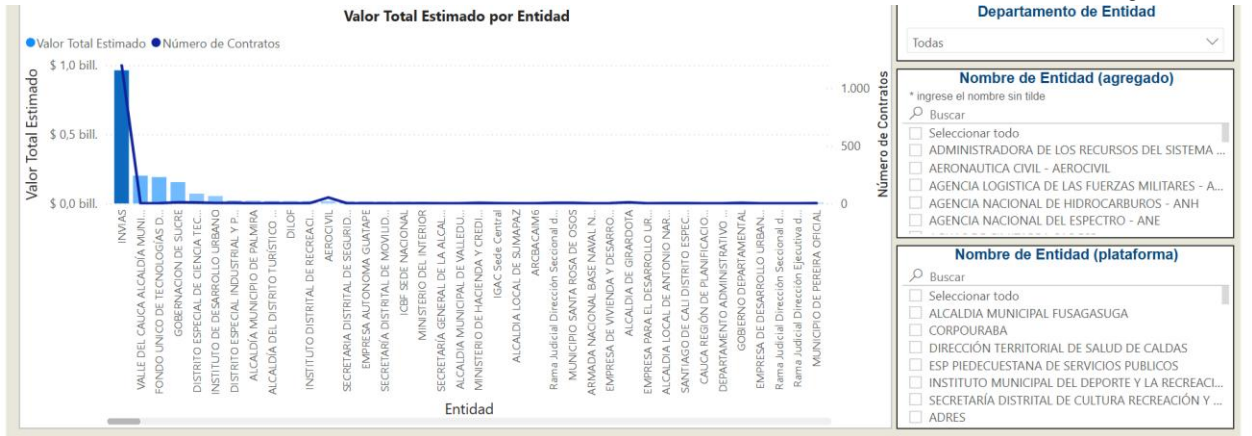 Valor Total Estimado por Entidad
Valor Total Estimado Número de Contratos
Valor Total Estimado
$ 1,0 bill.
$ 0,5 bill.
$ 0,0 bill.
1.000
500
0
Número de Contratos
INVIAS
VALLE DEL CAUCA ALCALDÍA MUNI...
FONDO UNICO DE TECNOLOGÍAS D...
GOBERNACION DE SUCRE
DISTRITO ESPECIAL DE CIENCIA TEC...
INSTITUTO DE DESARROLLO URBANO
DISTRITO ESPECIAL INDUSTRIAL Y P...
ALCALDÍA MUNICIPIO DE PALMIRA
ALCALDÍA DEL DISTRITO TURÍSTICO ...
DILOF
INSTITUTO DISTRITAL DE RECREACI...
AEROCIVIL
SECRETARIA DISTRITAL DE SEGURID...
EMPRESA AUTONOMA GUATAPE
SECRETARÍA DISTRITAL DE MOVILID...
ICBF SEDE NACIONAL
MINISTERIO DEL INTERIOR
SECRETARÍA GENERAL DE LA ALCAL...
ALCALDIA MUNICIPAL DE VALLEDU...
MINISTERIO DE HACIENDA Y CREDI...
IGAC Sede Central
ALCALDIA LOCAL DE SUMAPAZ
ARCBACAIM6
Rama Judicial Dirección Seccional d...
MUNICIPIO SANTA ROSA DE OSOS
ARMADA NACIONAL BASE NAVAL N...
EMPRESA DE VIVIENDA Y DESARRO...
ALCALDIA DE GIRARDOTA
EMPRESA PARA EL DESARROLLO UR...
ALCALDIA LOCAL DE ANTONIO NAR...
SANTIAGO DE CALI DISTRITO ESPEC...
CAUCA REGIÓN DE PLANIFICACIO...
DEPARTAMENTO ADMINISTRATIVO ...
GOBIERNO DEPARTAMENTAL
EMPRESA DE DESARROLLO URBAN...
Rama Judicial Dirección Seccional d...
Rama Judicial Dirección Ejecutiva d...
MUNICIPIO DE PEREIRA OFICIAL
Entidad
Departamento de Entidad
Todas
Nombre de Entidad (agregado)
* ingrese el nombre sin tilde
Buscar
Seleccionar todo
ADMINISTRADORA DE LOS RECURSOS DEL SISTEMA ...
AERONAUTICA CIVIL - AEROCIVIL
AGENCIA LOGISTICA DE LAS FUERZAS MILITARES - A...
AGENCIA NACIONAL DE HIDROCARBUROS - ANH
AGENCIA NACIONAL DEL ESPECTRO - ANE
Nombre de Entidad (plataforma)
Buscar
Seleccionar todo
ALCALDIA MUNICIPAL FUSAGASUGA
CORPOURABA
DIRECCIÓN TERRITORIAL DE SALUD DE CALDAS
ESP PIEDECUESTANA DE SERVICIOS PUBLICOS
INSTITUTO MUNICIPAL DEL DEPORTE Y LA RECREACI...
SECRETARÍA DISTRITAL DE CULTURA RECREACIÓN Y ...
ADRES